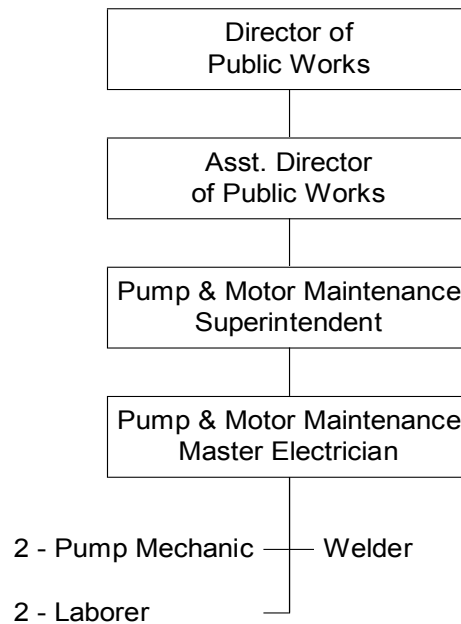 Director of
Public Works
Asst. Director
of Public Works
Pump & Motor Maintenance
Superintendent
Pump & Motor Maintenance
Master Electrician
2 - Pump Mechanic
Welder
2 - Laborer